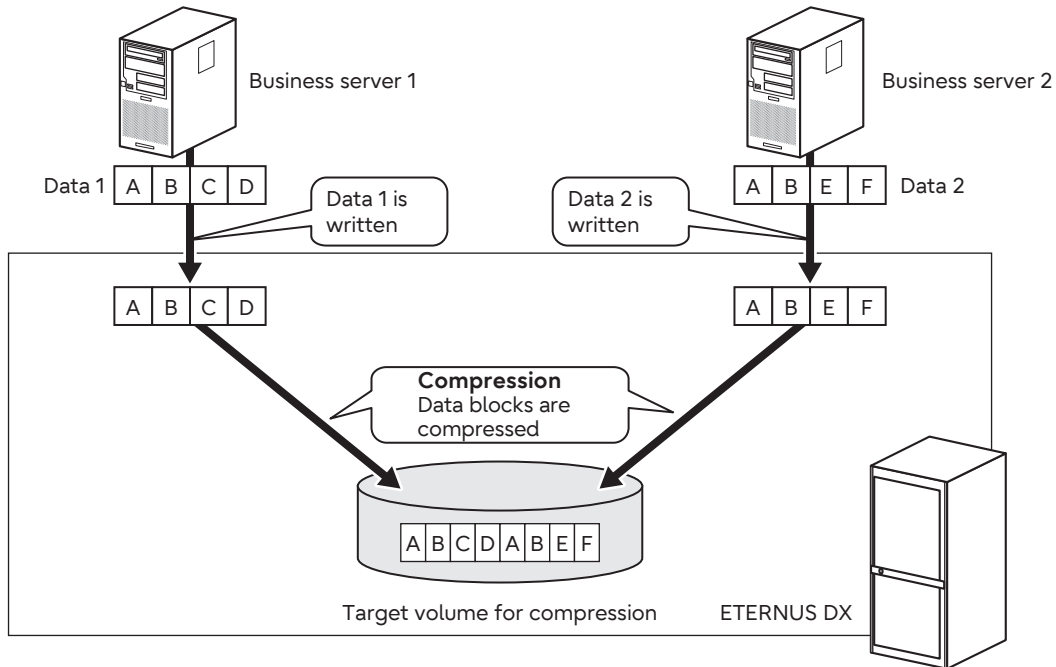 Business server 1
Business server 2
Data 1 A B C D
A B E F Data 2
Data 1 is
written
Data 2 is
written
A B C D
A B E F
Compression
Data blocks are
compressed
A B C D A B E F
Target volume for compression
ETERNUS DX